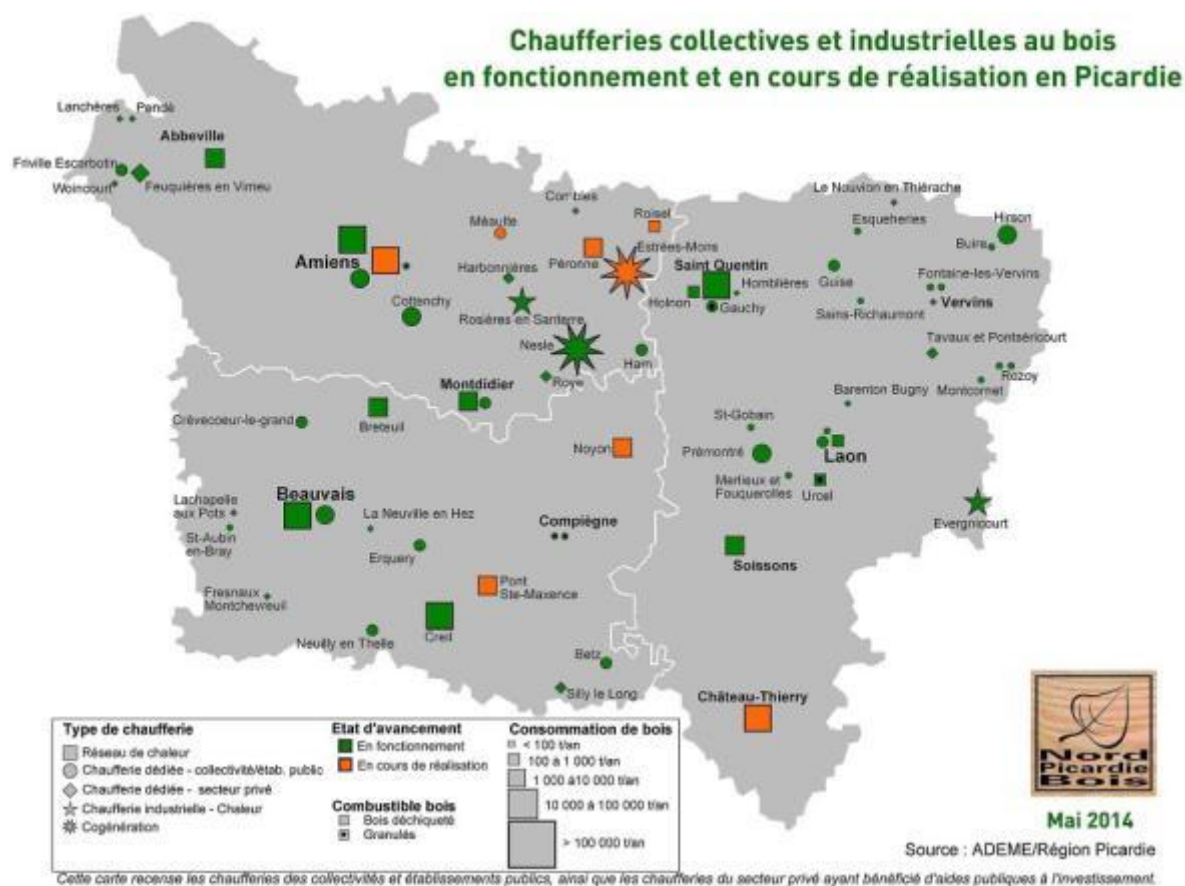 Chaufferies collectives et industrielles au bois
en fonctionnement et en cours de réalisation en Picardie
Lanchères
Pendé
Abbeville
Friville Escarbotin
Woincourt
Feuquières en Vimeu
Combles
Le Nouvion en Thiérache
Méaulte
Roisel
Esqueheries
Hirson
Buire
Péronne
Estrées-Mons
Amiens
Harbonnières
Saint Quentin
Homblières
Guise
Fontaine-les-Vervins
Cottenchy
Holnon
Gauchy
Vervins
Rosières en Santerre
Sains-Richaumont
Nesle
Ham
Tavaux et Pontséricourt
Roye
Rozoy
Montdidier
Barenton Bugny
Montcornet
Crèvecoeur-le-grand
Breteuil
St-Gobain
Noyon
Prémontré
Laon
Merlieux et
Fouquerolles
Urcel
Beauvais
Lachapelle
aux Pots
La Neuville en Hez
Compiègne
Evergnicourt
St-Aubin
en-Bray
Erquery
Soissons
Fresnaux
Montchevreuil
Pont
Ste-Maxence
Creil
Neuilly en Thelle
Betz
Silly le Long
Château-Thierry
Type de chaufferie
Réseau de chaleur
Chaufferie dédiée - collectivité/étab. public
Chaufferie dédiée - secteur privé
Chaufferie industrielle - Chaleur
Cogénération
Etat d'avancement
En fonctionnement
En cours de réalisation
Combustible bois
Bois déchiqueté
Granulés
Consommation de bois
< 100 t/an
100 à 1 000 t/an
1 000 à10 000 t/an
10 000 à 100 000 t/an
> 100 000 t/an
Nord
Picardie
Bois
Mai 2014
Source : ADEME/Région Picardie
Cette carte recense les chaufferies des collectivités et établissements publics, ainsi que les chaufferies du secteur privé ayant bénéficié d'aides publiques à l'investissement.